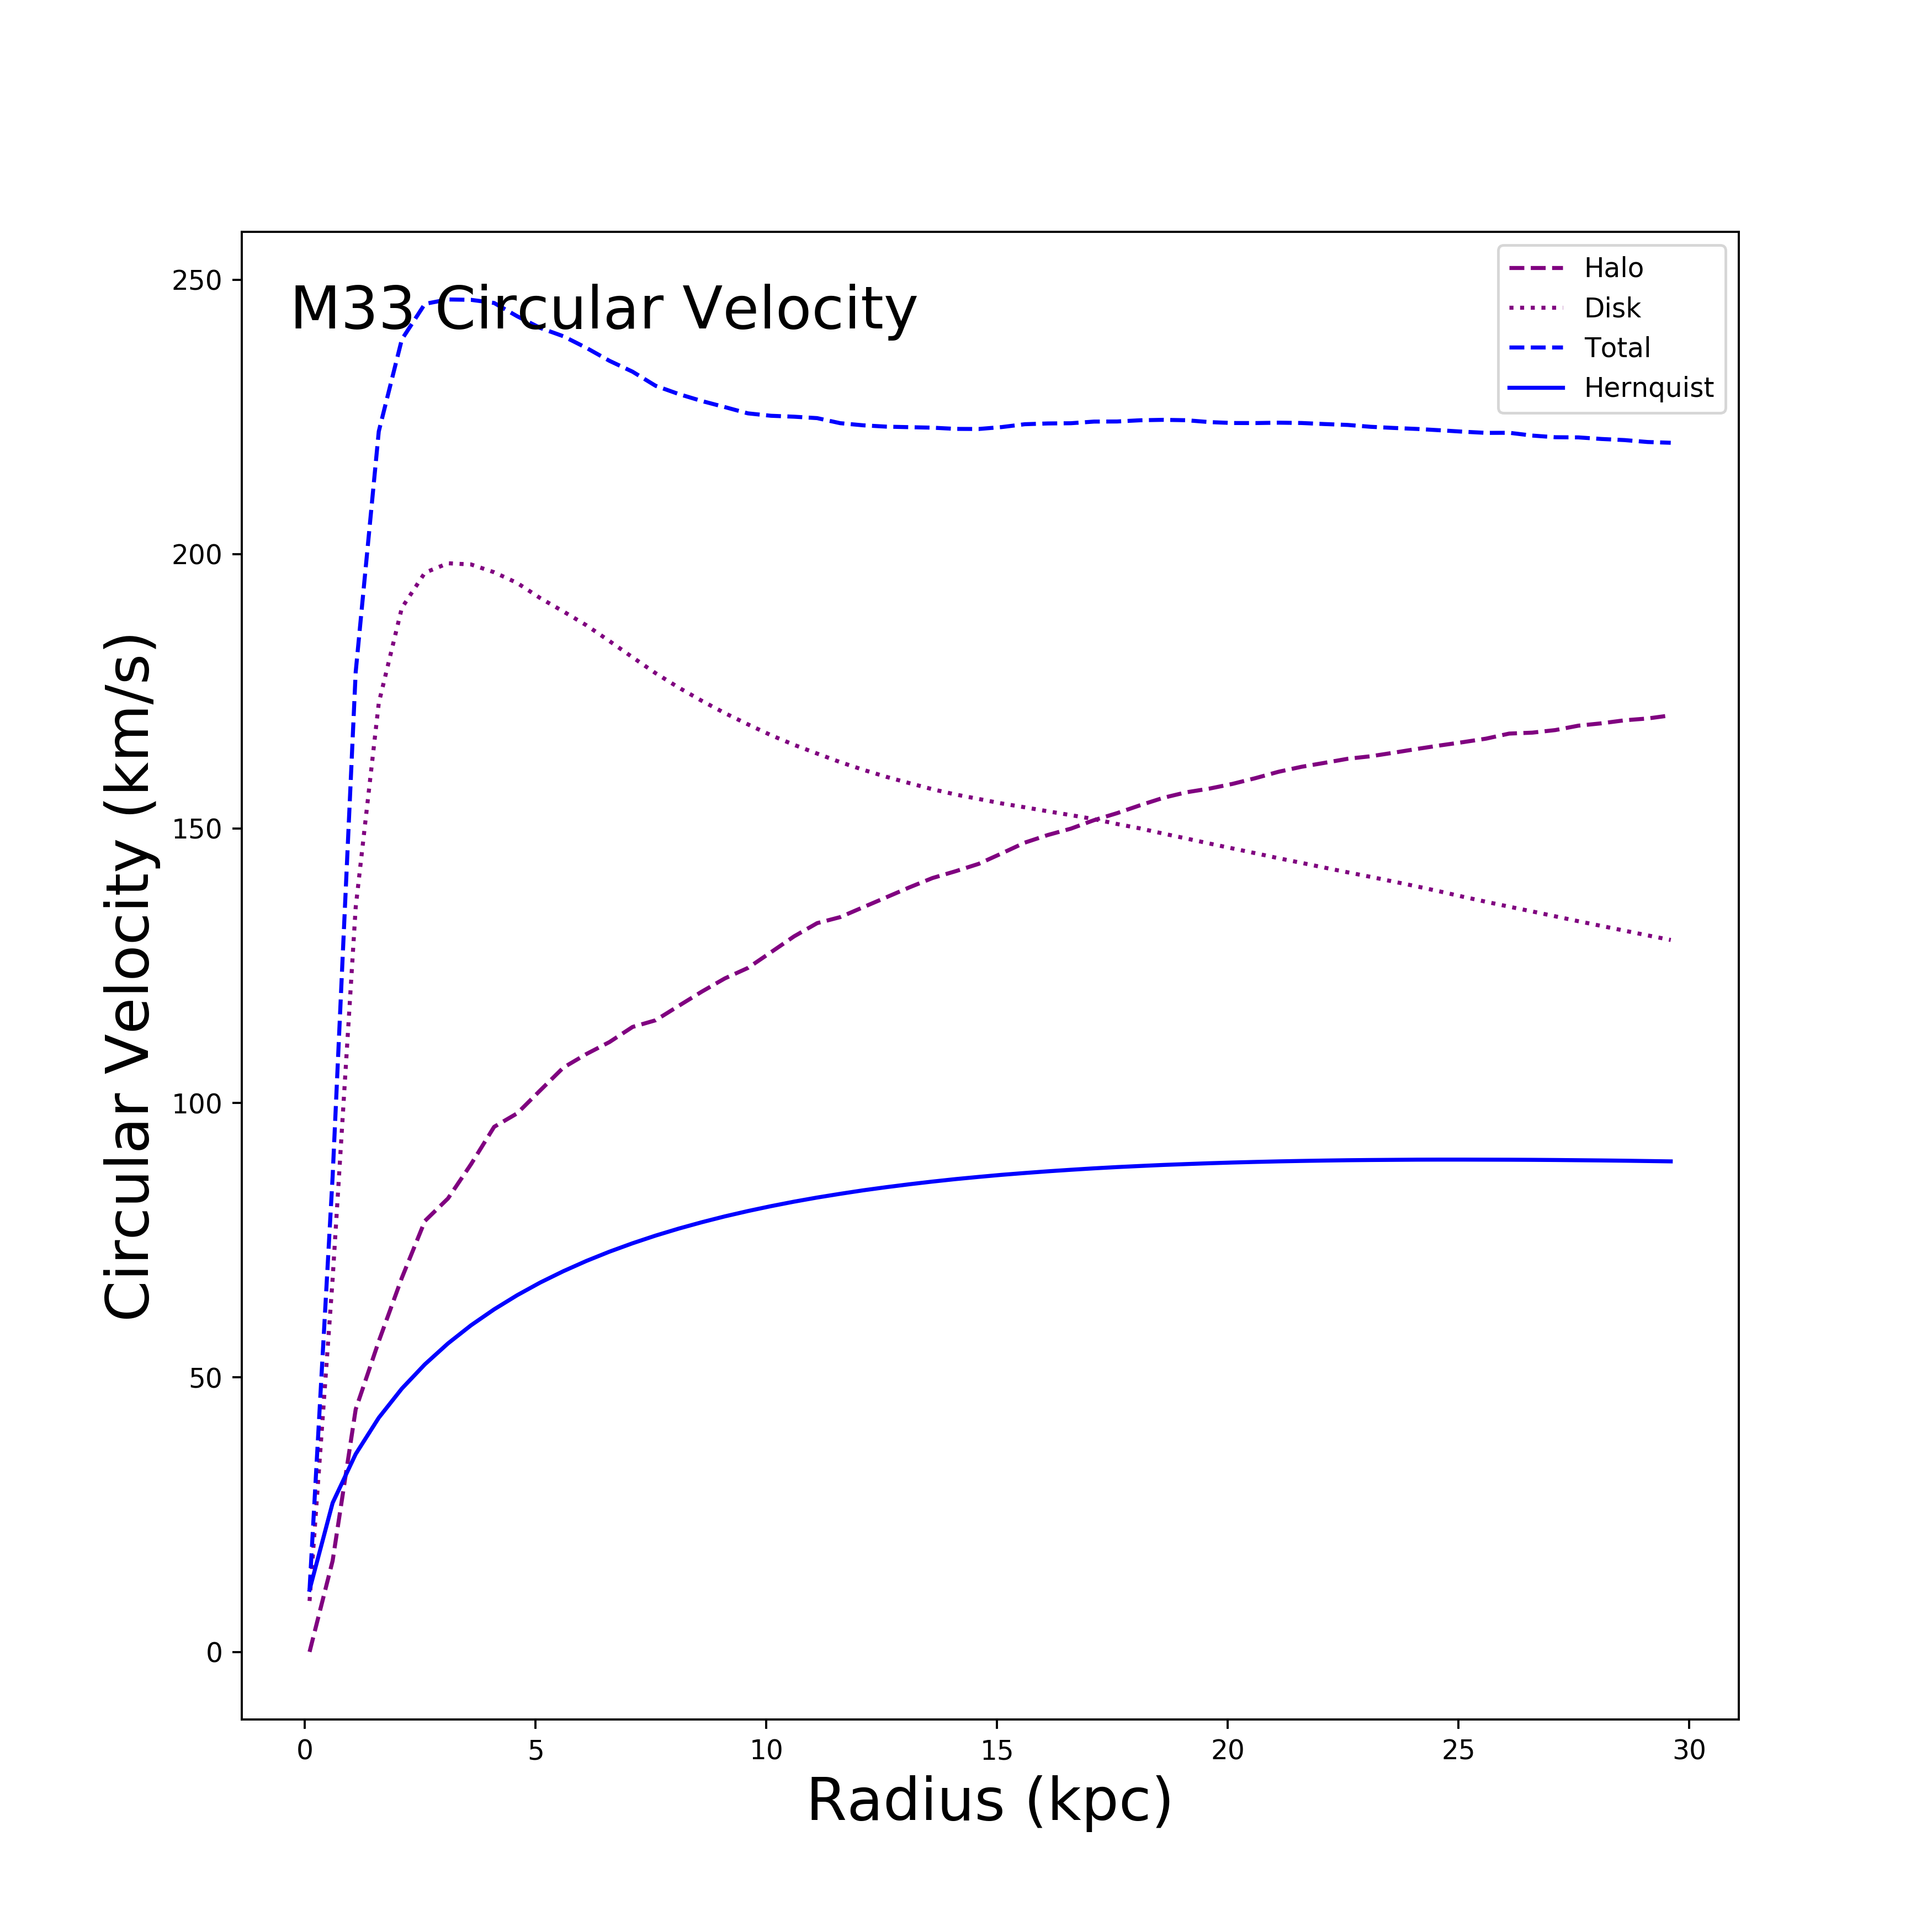 M33 Circular Velocity
Halo
Disk
Total
Hernquist
250
200
150
100
50
0
Circular Velocity (km/s)
0 5 10 15 20 25 30
Radius (kpc)